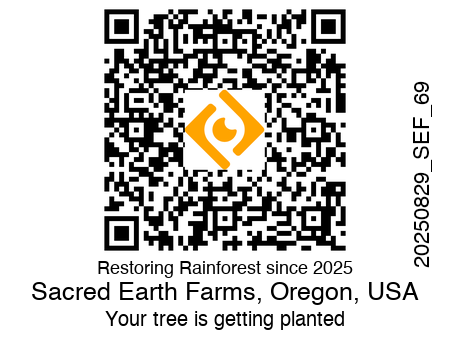 Restoring Rainforest since 2025
Sacred Earth Farms, Oregon, USA
Your tree is getting planted
20250829_SEF_69